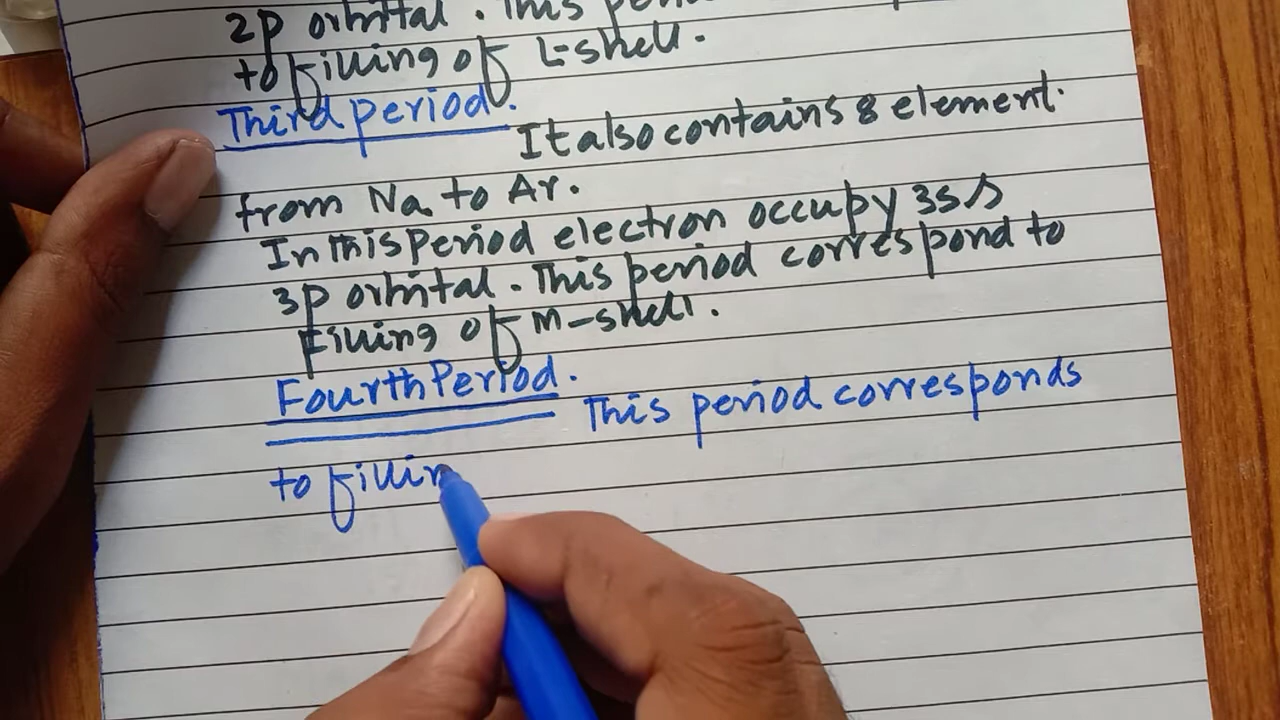 2p orbital. This
to filling of L-shell.
Third period.
It also contains 8 element.
from Na to Ar.
In this Period electron occupy 3s &
3p orbital. This period correspond to
Filling of M-shell.
Fourth Period.
This period corresponds
to fillin